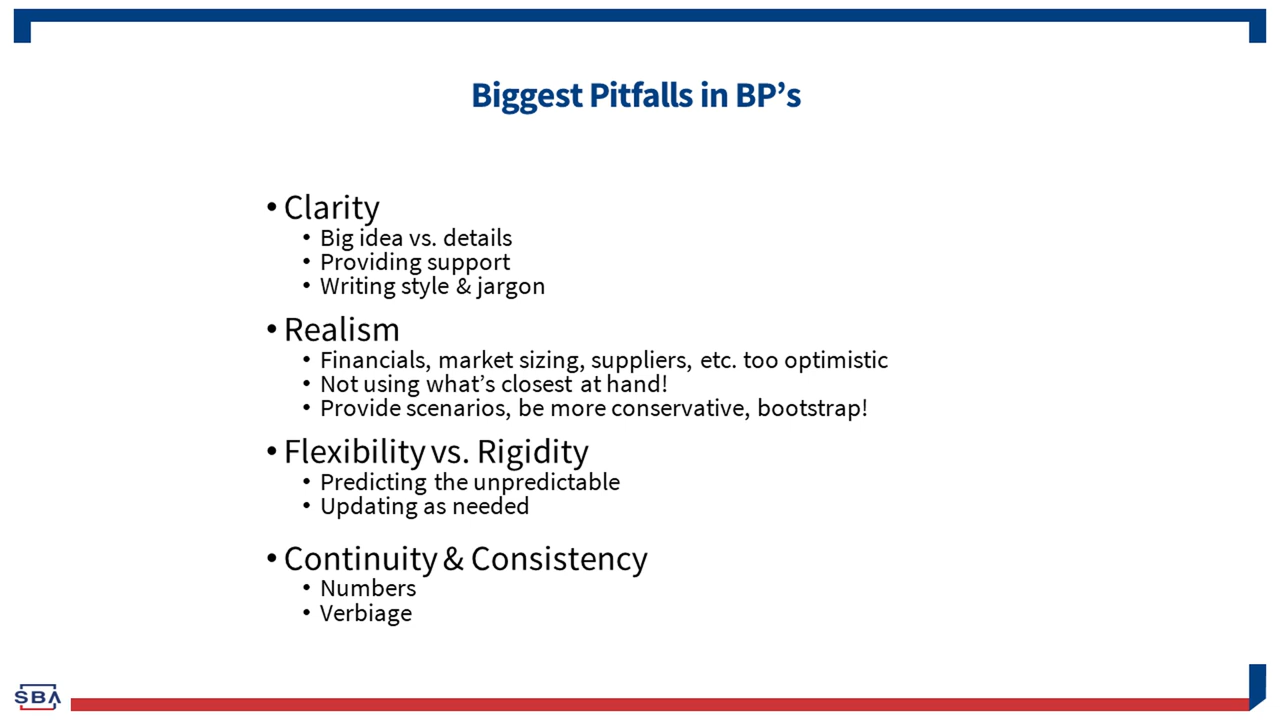 Biggest Pitfalls in BP’s
• Clarity
• Big idea vs. details
• Providing support
• Writing style & jargon
• Realism
• Financials, market sizing, suppliers, etc. too optimistic
• Not using what’s closest at hand!
• Provide scenarios, be more conservative, bootstrap!
• Flexibility vs. Rigidity
• Predicting the unpredictable
• Updating as needed
• Continuity & Consistency
• Numbers
• Verbiage
SBA